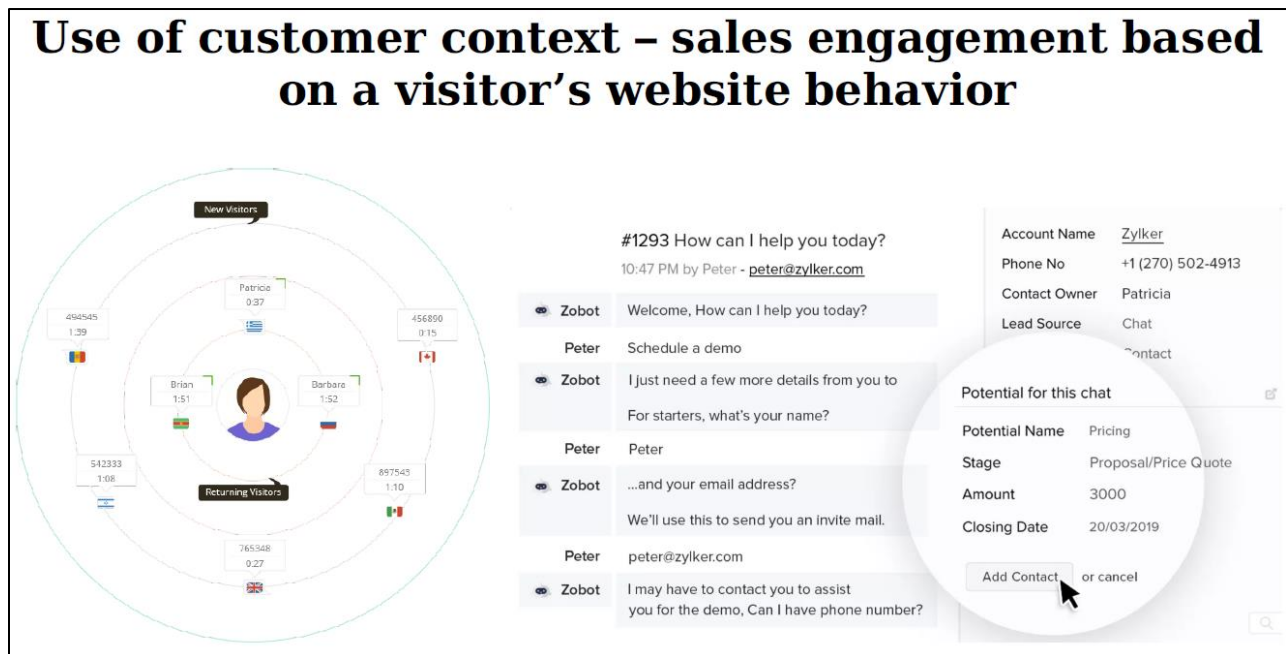 Use of customer context – sales engagement based
on a visitor’s website behavior
New Visitors
Patricia
0:37
494545
1:39
456890
0:15
Brian
1:51
Barbara
1:52
542333
1:08
897543
1:10
Returning Visitors
765348
0:27
#1293 How can I help you today?
10:47 PM by Peter - peter@zylker.com
Zobot Welcome, How can I help you today?
Peter Schedule a demo
Zobot I just need a few more details from you to
For starters, what’s your name?
Peter Peter
Zobot ...and your email address?
We’ll use this to send you an invite mail.
Peter peter@zylker.com
Zobot I may have to contact you to assist
you for the demo, Can I have phone number?
Account Name Zylker
Phone No +1 (270) 502-4913
Contact Owner Patricia
Lead Source Chat
Contact
Potential for this chat
Potential Name Pricing
Stage Proposal/Price Quote
Amount 3000
Closing Date 20/03/2019
Add Contact or cancel